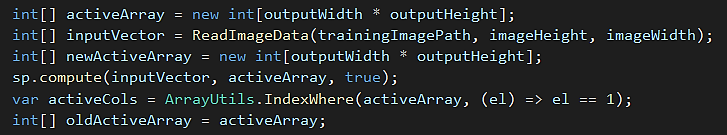 int[] activeArray = new int[outputWidth * outputHeight];
int[] inputVector = ReadImageData(trainingImagePath, imageHeight, imageWidth);
int[] newActiveArray = new int[outputWidth * outputHeight];
sp.compute(inputVector, activeArray, true);
var activeCols = ArrayUtils.IndexWhere(activeArray, (el) => el == 1);
int[] oldActiveArray = activeArray;